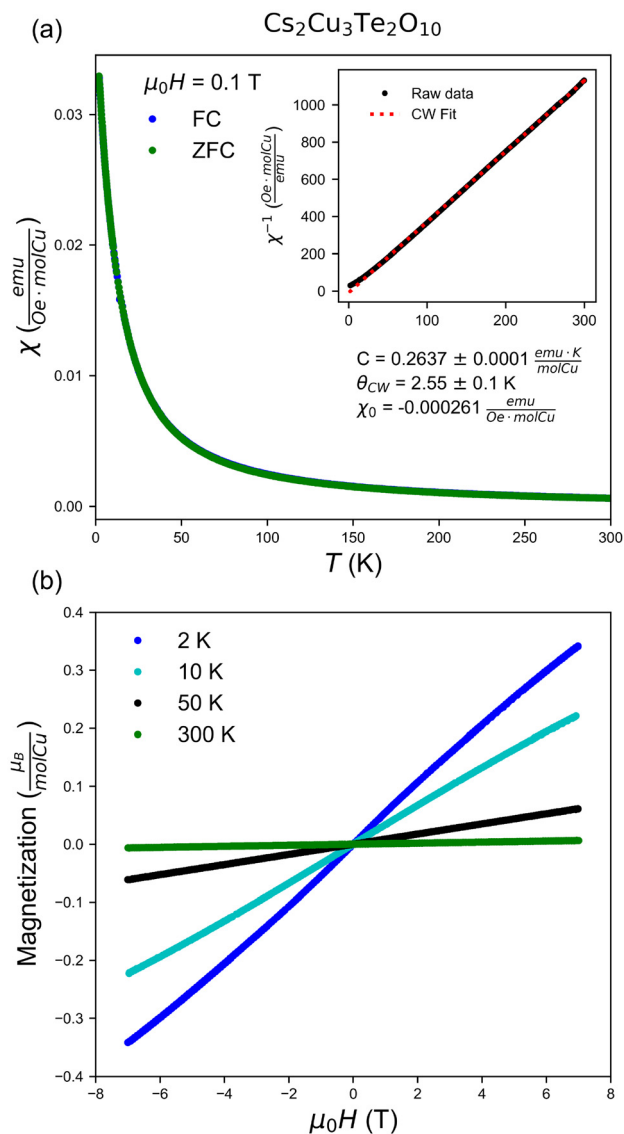 (a)
Cs₂Cu₃Te₂O₁₀
μ₀H = 0.1 T
FC
ZFC
χ (emu/Oe·molCu)
0.03
0.02
0.01
0.00
0 50 100 150 200 250 300
T (K)
Raw data
CW Fit
χ⁻¹ (Oe·molCu/emu)
1000
800
600
400
200
0
0 100 200 300
C = 0.2637 ± 0.0001 emu·K/molCu
θ_CW = 2.55 ± 0.1 K
χ₀ = -0.000261 emu/Oe·molCu
(b)
2 K
10 K
50 K
300 K
Magnetization (μ_B/molCu)
0.4
0.3
0.2
0.1
0.0
−0.1
−0.2
−0.3
−0.4
−8 −6 −4 −2 0 2 4 6 8
μ₀H (T)